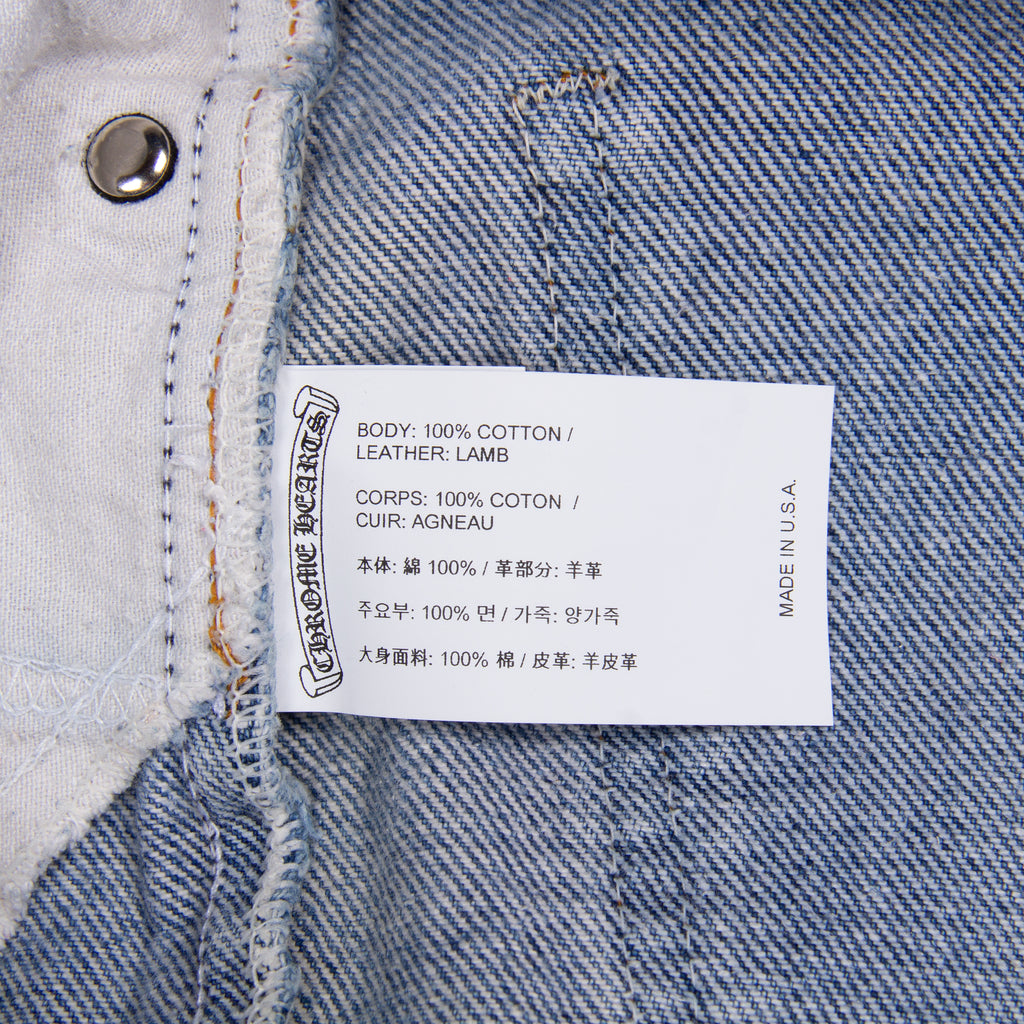 CHROME HEARTS
BODY: 100% COTTON /
LEATHER: LAMB
CORPS: 100% COTON /
CUIR: AGNEAU
本体: 綿 100% / 革部分: 羊革
주요부: 100% 면 / 가죽: 양가죽
大身面料: 100% 棉 / 皮革: 羊皮革
MADE IN U.S.A.